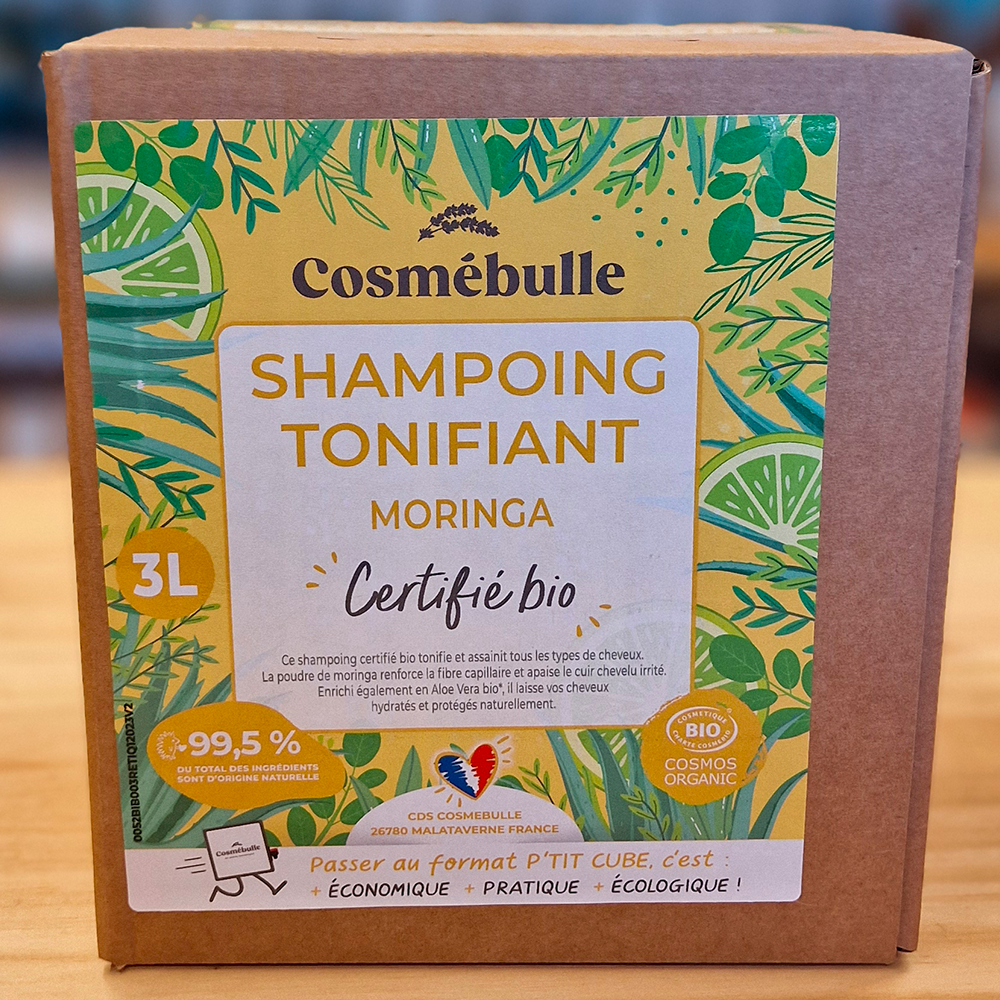 Cosmébulle
SHAMPOING
TONIFIANT
MORINGA
Certifié bio
3L
Ce shampoing certifié bio tonifie et assainit tous les types de cheveux.
La poudre de moringa renforce la fibre capillaire et apaise le cuir chevelu irrité.
Enrichi également en Aloe Vera bio*, il laisse vos cheveux
hydratés et protégés naturellement.
99,5 %
DU TOTAL DES INGRÉDIENTS
SONT D'ORIGINE NATURELLE
COSMETIQUE
BIO
CHARTE COSMEBIO
COSMOS
ORGANIC
CDS COSMEBULLE
26780 MALATAVERNE FRANCE
0052BIB003RETIQ122023V2
Cosmébulle
Passer au format P'TIT CUBE, c'est :
+ ÉCONOMIQUE + PRATIQUE + ÉCOLOGIQUE !